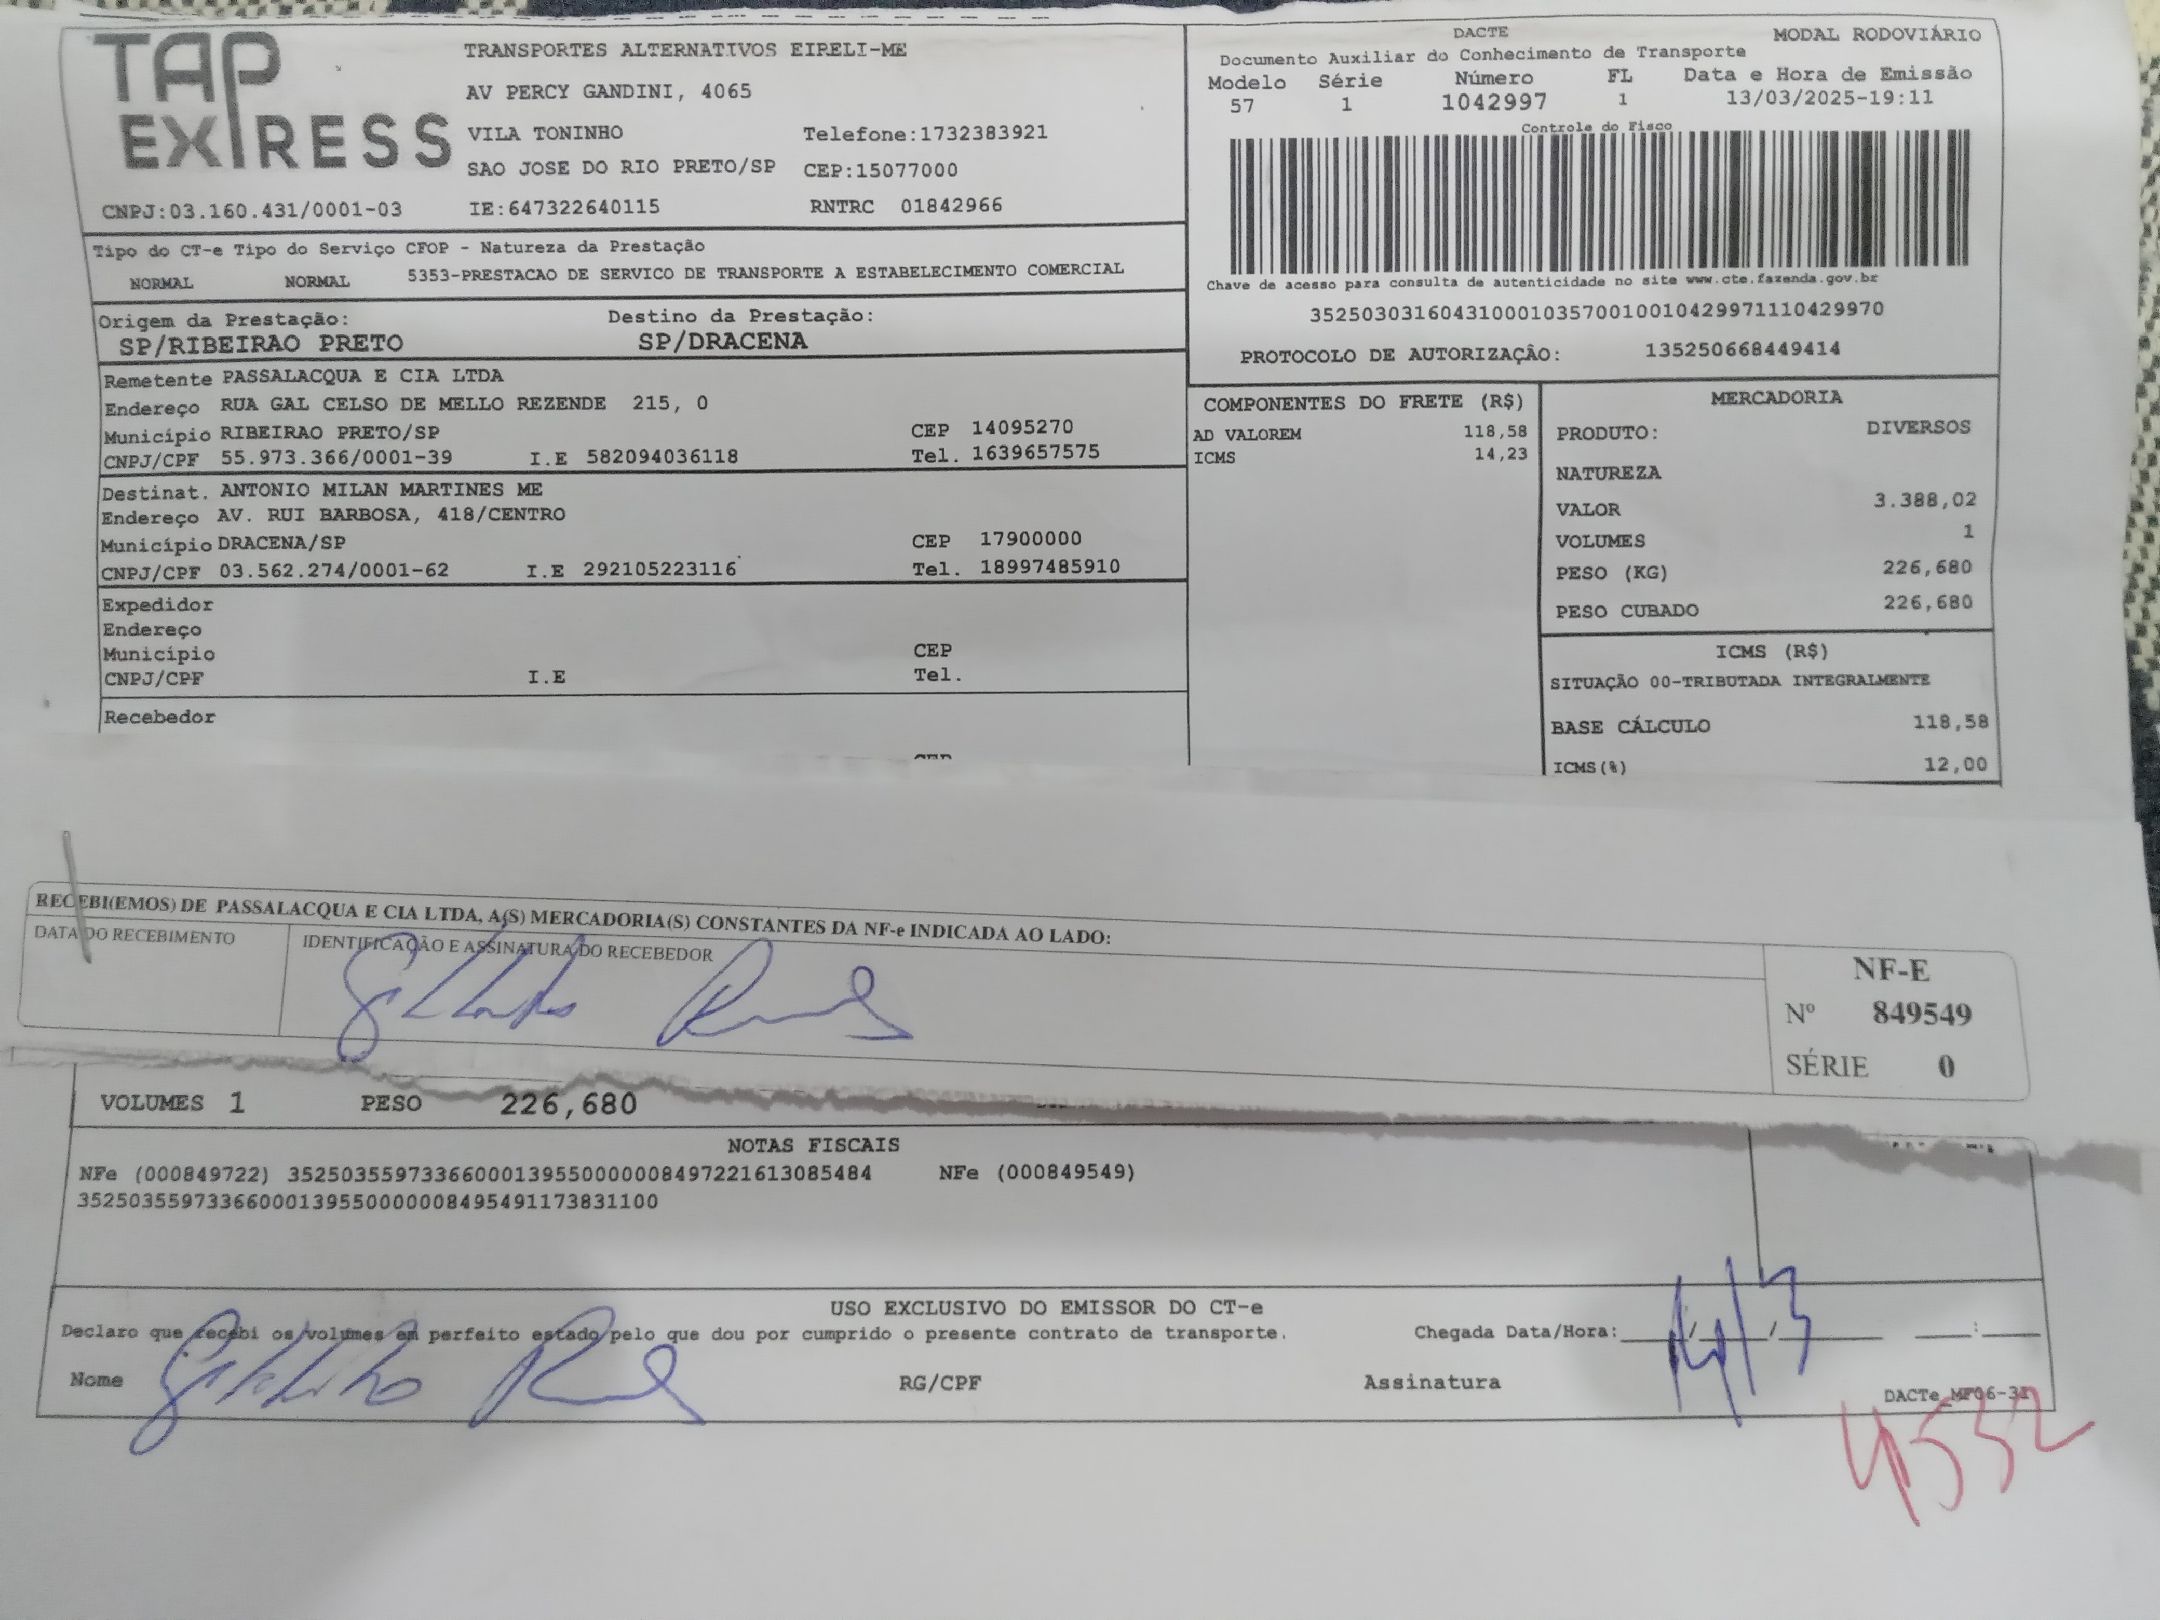 TAP
EXPRESS
TRANSPORTES ALTERNATIVOS EIRELI-ME
AV PERCY GANDINI, 4065
VILA TONINHO Telefone:1732383921
SAO JOSE DO RIO PRETO/SP CEP:15077000
CNPJ:03.160.431/0001-03 IE:647322640115 RNTRC 01842966
DACTE MODAL RODOVIÁRIO
Documento Auxiliar do Conhecimento de Transporte
Modelo Série Número FL Data e Hora de Emissão
57 1 1042997 1 13/03/2025-19:11
Controle do Fisco
Chave de acesso para consulta de autenticidade no site www.cte.fazenda.gov.br
35250303160431000103570010010429971110429970
PROTOCOLO DE AUTORIZAÇÃO: 135250668449414
Tipo do CT-e Tipo do Serviço CFOP - Natureza da Prestação
NORMAL NORMAL 5353-PRESTACAO DE SERVICO DE TRANSPORTE A ESTABELECIMENTO COMERCIAL
Origem da Prestação: Destino da Prestação:
SP/RIBEIRAO PRETO SP/DRACENA
Remetente PASSALACQUA E CIA LTDA
Endereço RUA GAL CELSO DE MELLO REZENDE 215, 0
Município RIBEIRAO PRETO/SP CEP 14095270
CNPJ/CPF 55.973.366/0001-39 I.E 582094036118 Tel. 1639657575
Destinat. ANTONIO MILAN MARTINES ME
Endereço AV. RUI BARBOSA, 418/CENTRO
Município DRACENA/SP CEP 17900000
CNPJ/CPF 03.562.274/0001-62 I.E 292105223116 Tel. 18997485910
Expedidor
Endereço
Município CEP
CNPJ/CPF I.E Tel.
Recebedor
COMPONENTES DO FRETE (R$)
AD VALOREM 118,58
ICMS 14,23
MERCADORIA
PRODUTO: DIVERSOS
NATUREZA
VALOR 3.388,02
VOLUMES 1
PESO (KG) 226,680
PESO CUBADO 226,680
ICMS (R$)
SITUAÇÃO 00-TRIBUTADA INTEGRALMENTE
BASE CÁLCULO 118,58
ICMS(%) 12,00
RECEBI(EMOS) DE PASSALACQUA E CIA LTDA, A(S) MERCADORIA(S) CONSTANTES DA NF-e INDICADA AO LADO:
DATA DO RECEBIMENTO IDENTIFICAÇÃO E ASSINATURA DO RECEBEDOR
NF-E
Nº 849549
SÉRIE 0
VOLUMES 1 PESO 226,680
NOTAS FISCAIS
NFe (000849722) 35250355973366000139550000008497221613085484 NFe (000849549)
35250355973366000139550000008495491173831100
USO EXCLUSIVO DO EMISSOR DO CT-e
Declaro que recebi os volumes em perfeito estado pelo que dou por cumprido o presente contrato de transporte. Chegada Data/Hora:____/____/____ ____:____
14/3
Nome RG/CPF Assinatura
DACTe_MF06-31
4532